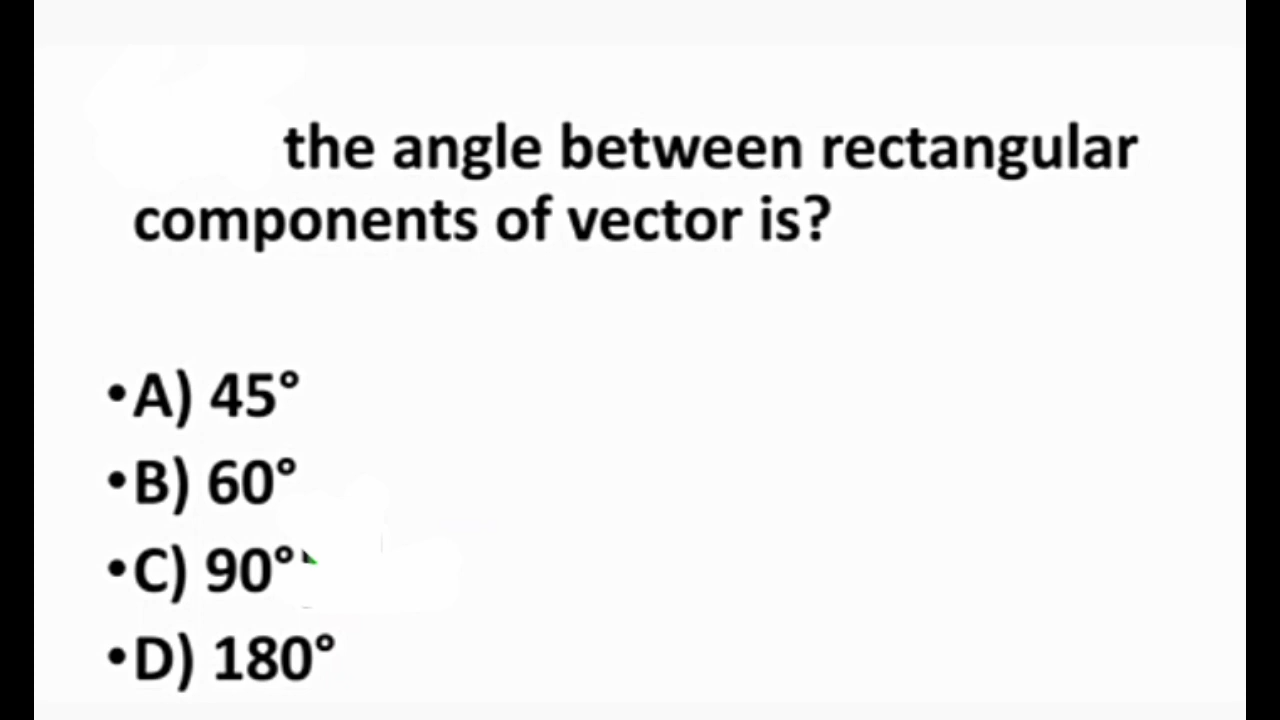 the angle between rectangular
components of vector is?
•A) 45°
•B) 60°
•C) 90°
•D) 180°